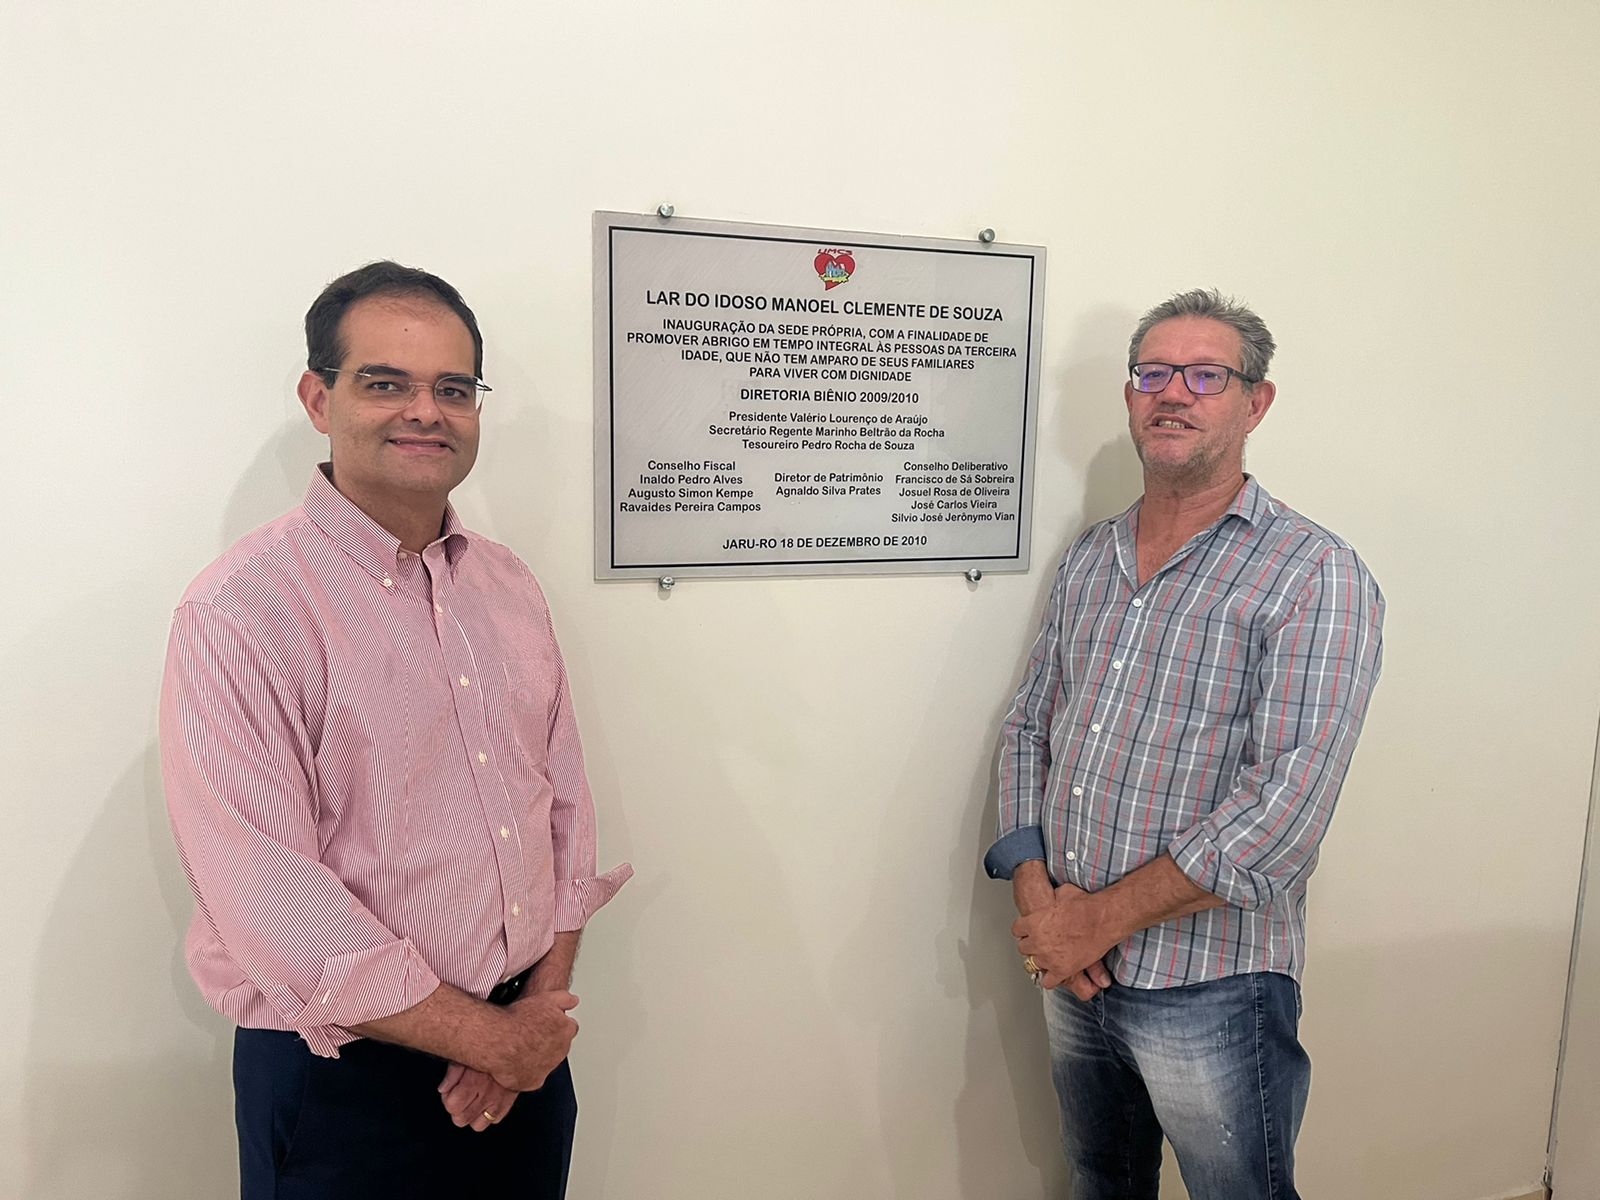 UMCS
LAR DO IDOSO MANOEL CLEMENTE DE SOUZA
INAUGURAÇÃO DA SEDE PRÓPRIA, COM A FINALIDADE DE
PROMOVER ABRIGO EM TEMPO INTEGRAL ÀS PESSOAS DA TERCEIRA
IDADE, QUE NÃO TEM AMPARO DE SEUS FAMILIARES
PARA VIVER COM DIGNIDADE
DIRETORIA BIÊNIO 2009/2010
Presidente Valério Lourenço de Araújo
Secretário Regente Marinho Beltrão da Rocha
Tesoureiro Pedro Rocha de Souza
Conselho Fiscal
Inaldo Pedro Alves
Augusto Simon Kempe
Ravaides Pereira Campos
Diretor de Patrimônio
Agnaldo Silva Prates
Conselho Deliberativo
Francisco de Sá Sobreira
Josuel Rosa de Oliveira
José Carlos Vieira
Silvio José Jerônymo Vian
JARU-RO 18 DE DEZEMBRO DE 2010